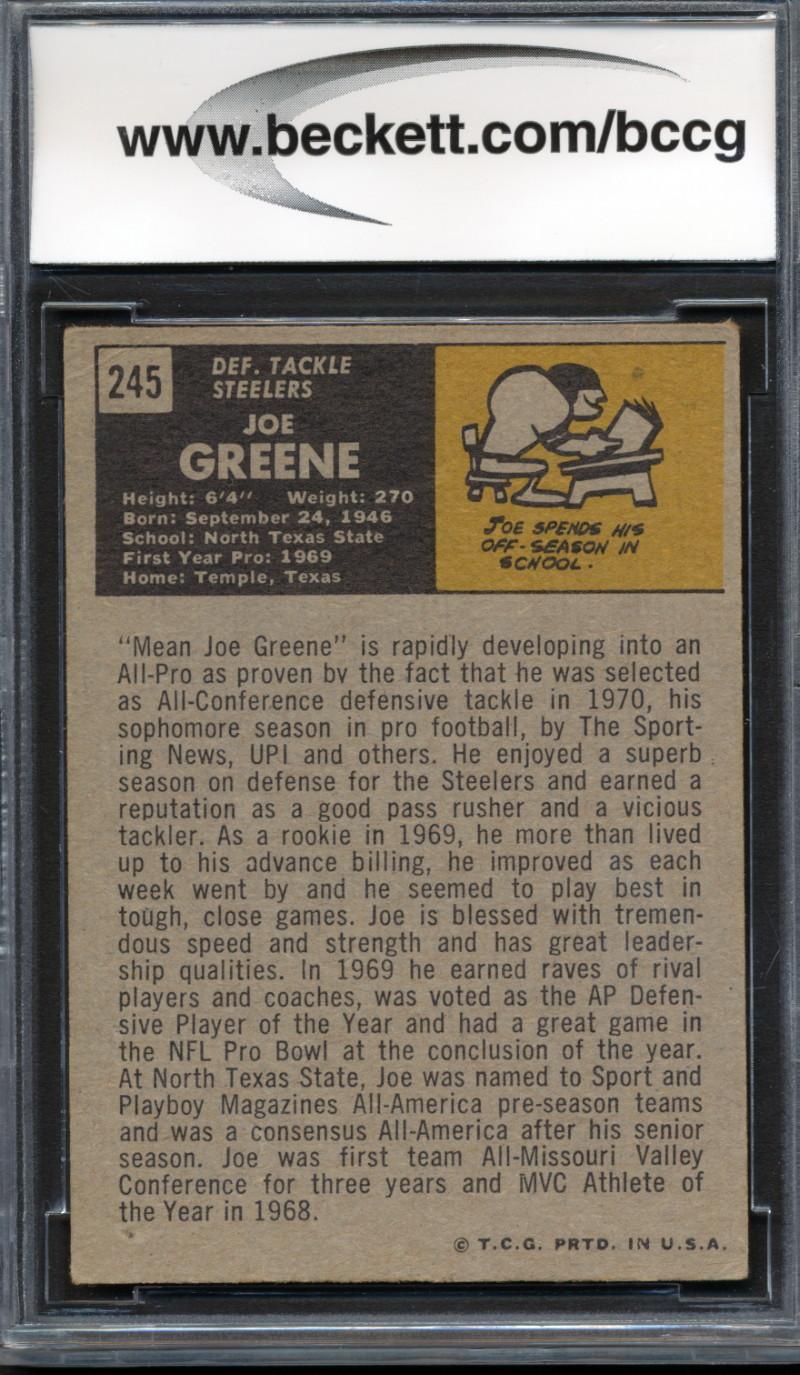 www.beckett.com/bccg
245
DEF. TACKLE
STEELERS
JOE
GREENE
Height: 6'4" Weight: 270
Born: September 24, 1946
School: North Texas State
First Year Pro: 1969
Home: Temple, Texas
JOE SPENDS HIS
OFF-SEASON IN
SCHOOL.
"Mean Joe Greene" is rapidly developing into an
All-Pro as proven by the fact that he was selected
as All-Conference defensive tackle in 1970, his
sophomore season in pro football, by The Sport-
ing News, UPI and others. He enjoyed a superb
season on defense for the Steelers and earned a
reputation as a good pass rusher and a vicious
tackler. As a rookie in 1969, he more than lived
up to his advance billing, he improved as each
week went by and he seemed to play best in
tough, close games. Joe is blessed with tremen-
dous speed and strength and has great leader-
ship qualities. In 1969 he earned raves of rival
players and coaches, was voted as the AP Defen-
sive Player of the Year and had a great game in
the NFL Pro Bowl at the conclusion of the year.
At North Texas State, Joe was named to Sport and
Playboy Magazines All-America pre-season teams
and was a consensus All-America after his senior
season. Joe was first team All-Missouri Valley
Conference for three years and MVC Athlete of
the Year in 1968.
© T.C.G. PRTD. IN U.S.A.